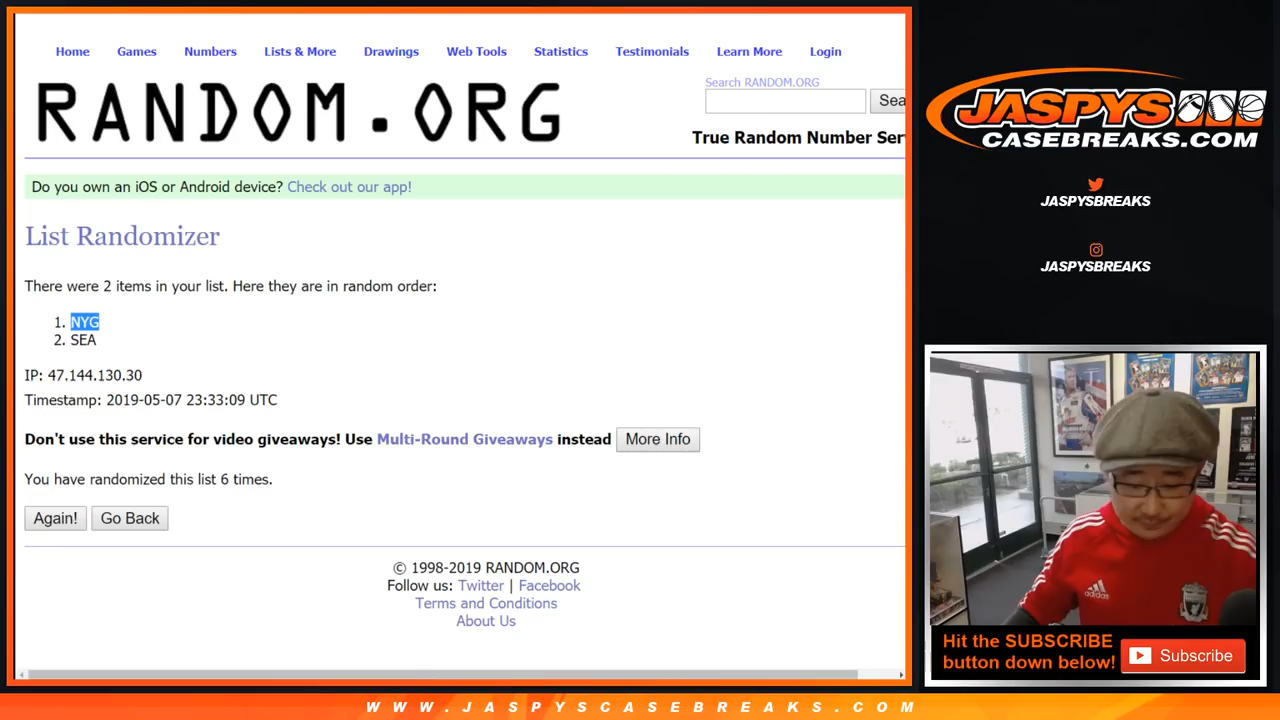 Home Games Numbers Lists & More Drawings Web Tools Statistics Testimonials Learn More Login
RANDOM.ORG
Search RANDOM.ORG
Sea
True Random Number Ser
Do you own an iOS or Android device? Check out our app!
List Randomizer
There were 2 items in your list. Here they are in random order:
1. NYG
2. SEA
IP: 47.144.130.30
Timestamp: 2019-05-07 23:33:09 UTC
Don't use this service for video giveaways! Use Multi-Round Giveaways instead More Info
You have randomized this list 6 times.
Again! Go Back
© 1998-2019 RANDOM.ORG
Follow us: Twitter | Facebook
Terms and Conditions
About Us
JASPYS
CASEBREAKS.COM
JASPYSBREAKS
JASPYSBREAKS
adidas
Hit the SUBSCRIBE
button down below!
Subscribe
WWW.JASPYSCASEBREAKS.COM